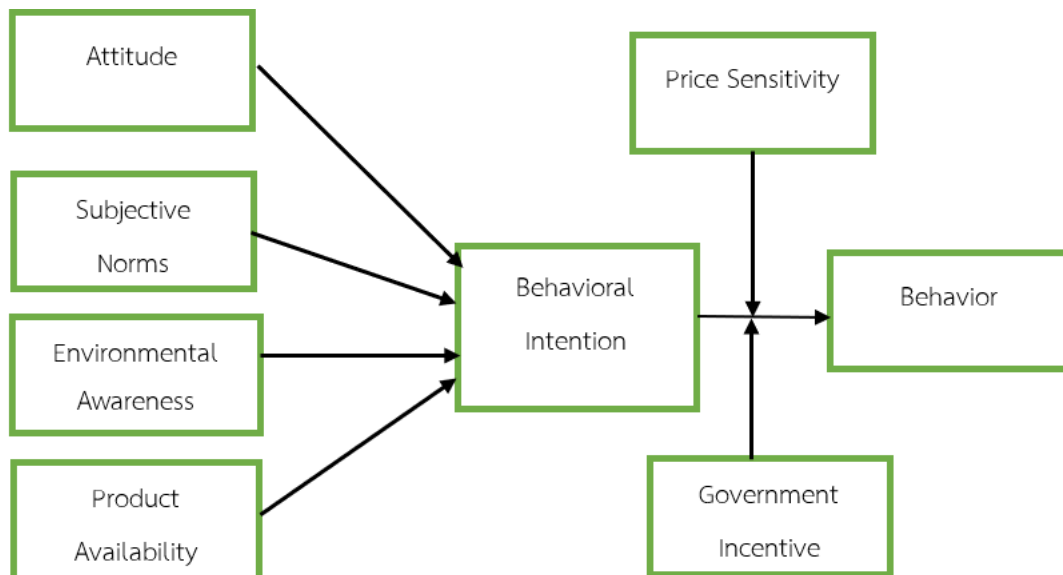 Attitude
Subjective
Norms
Environmental
Awareness
Product
Availability
Behavioral
Intention
Price Sensitivity
Government
Incentive
Behavior